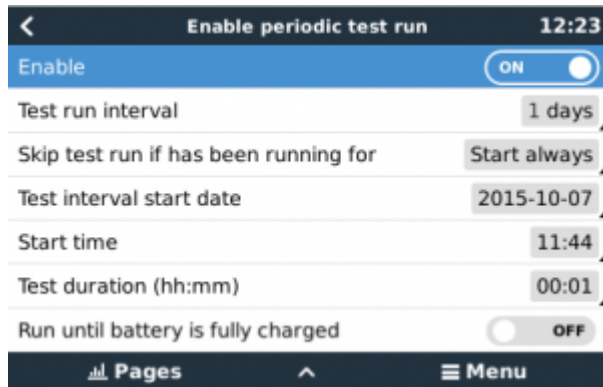 Enable periodic test run 12:23
Enable ON
Test run interval 1 days
Skip test run if has been running for Start always
Test interval start date 2015-10-07
Start time 11:44
Test duration (hh:mm) 00:01
Run until battery is fully charged OFF
Pages Menu